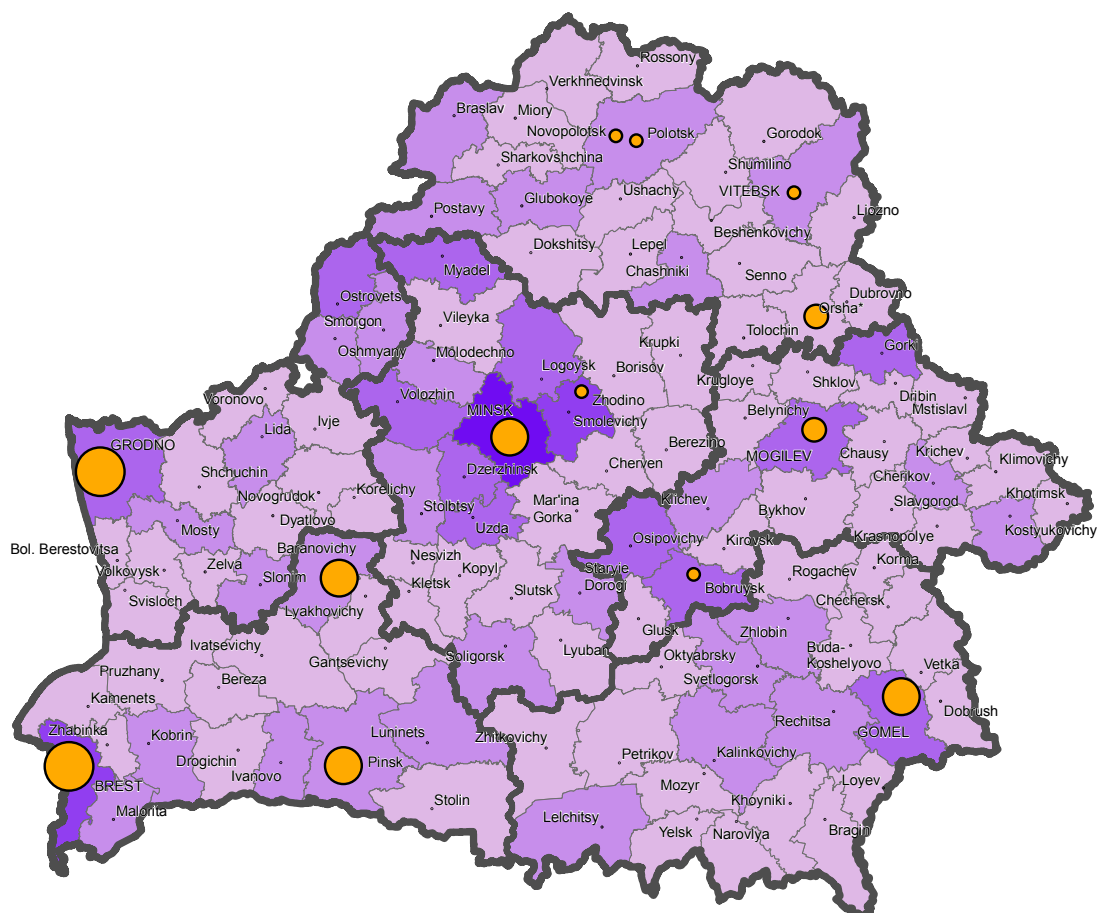 Rossony
Verkhnedvinsk
Braslav
Miory
Novopolotsk
Polotsk
Gorodok
Sharkovshchina
Shumilino
VITEBSK
Ushachy
Glubokoye
Postavy
Liozno
Beshenkovichy
Dokshitsy
Lepel
Chashniki
Senno
Myadel
Dubrovno
Orsha*
Ostrovets
Smorgon
Vileyka
Tolochin
Oshmyany
Molodechno
Krupki
Gorki
Logoysk
Borisov
Krugloye
Shklov
Volozhin
Zhodino
Dribin
Voronovo
MINSK
Smolevichy
Belynichy
Mstislavl
Ivje
Lida
GRODNO
Berezino
MOGILEV
Chausy
Krichev
Klimovichy
Shchuchin
Dzerzhinsk
Cherven
Cherikov
Novogrudok
Korelichy
Mar'ina
Gorka
Klichev
Slavgorod
Khotimsk
Stolbtsy
Bykhov
Dyatlovo
Uzda
Mosty
Kostyukovichy
Krasnopolye
Osipovichy
Kirovsk
Bol. Berestovitsa
Baranovichy
Nesvizh
Korma
Volkovysk
Zelva
Slonim
Kopyl
Staryie
Dorogi
Rogachev
Kletsk
Slutsk
Bobruysk
Svisloch
Lyakhovichy
Chechersk
Glusk
Zhlobin
Ivatsevichy
Buda-
Koshelyovo
Gantsevichy
Soligorsk
Lyuban
Oktyabrsky
Vetka
Pruzhany
Bereza
Svetlogorsk
Kamenets
Dobrush
Rechitsa
Zhabinka
Kobrin
Luninets
Zhitkovichy
GOMEL
Drogichin
Ivanovo
Pinsk
Petrikov
Kalinkovichy
BREST
Mozyr
Loyev
Malorita
Stolin
Khoyniki
Lelchitsy
Yelsk
Narovlya
Bragin